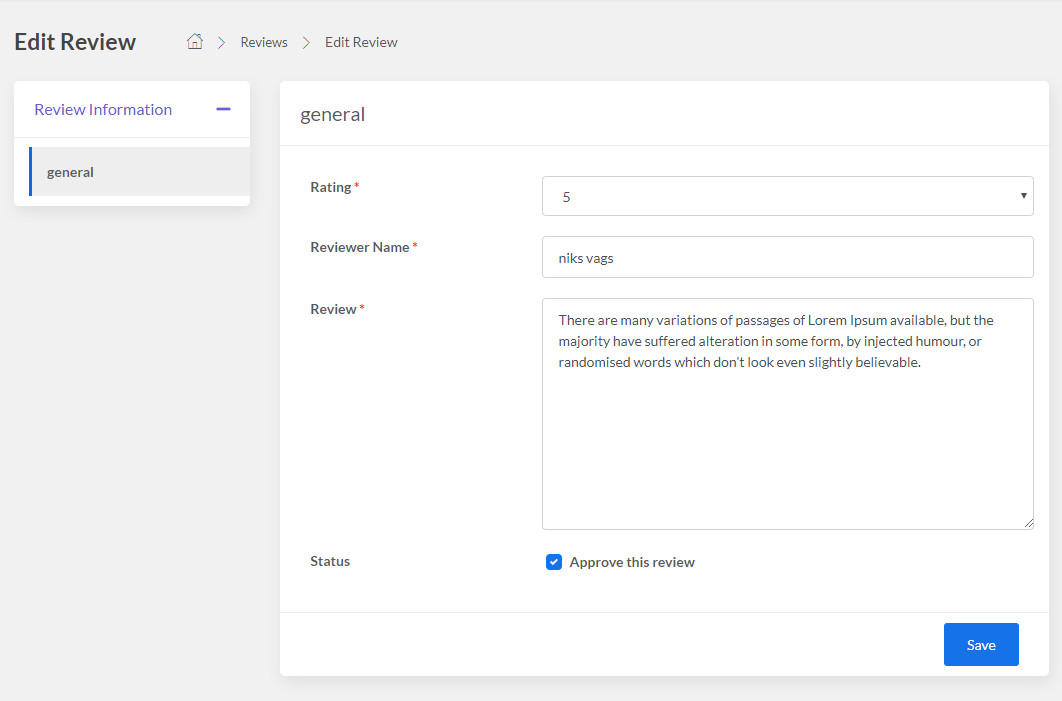 Edit Review
Reviews
Edit Review
Review Information
general
general
Rating *
5
Reviewer Name *
niks vags
Review *
There are many variations of passages of Lorem Ipsum available, but the
majority have suffered alteration in some form, by injected humour, or
randomised words which don't look even slightly believable.
Status
Approve this review
Save